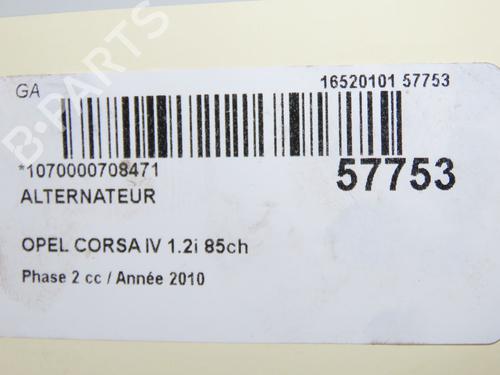 B-PARTS
GA
16520101 57753
*1070000708471
57753
ALTERNATEUR
OPEL CORSA IV 1.2i 85ch
Phase 2 cc / Année 2010